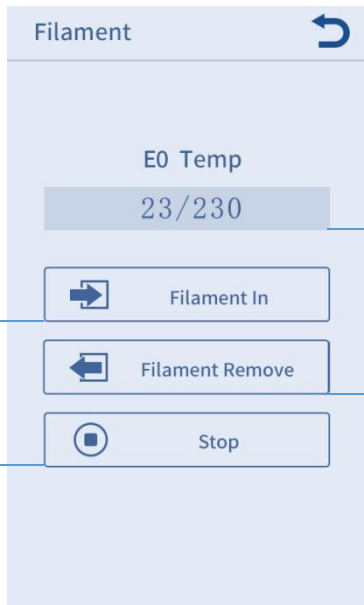 Filament
E0 Temp
23/230
Filament In
Filament Remove
Stop